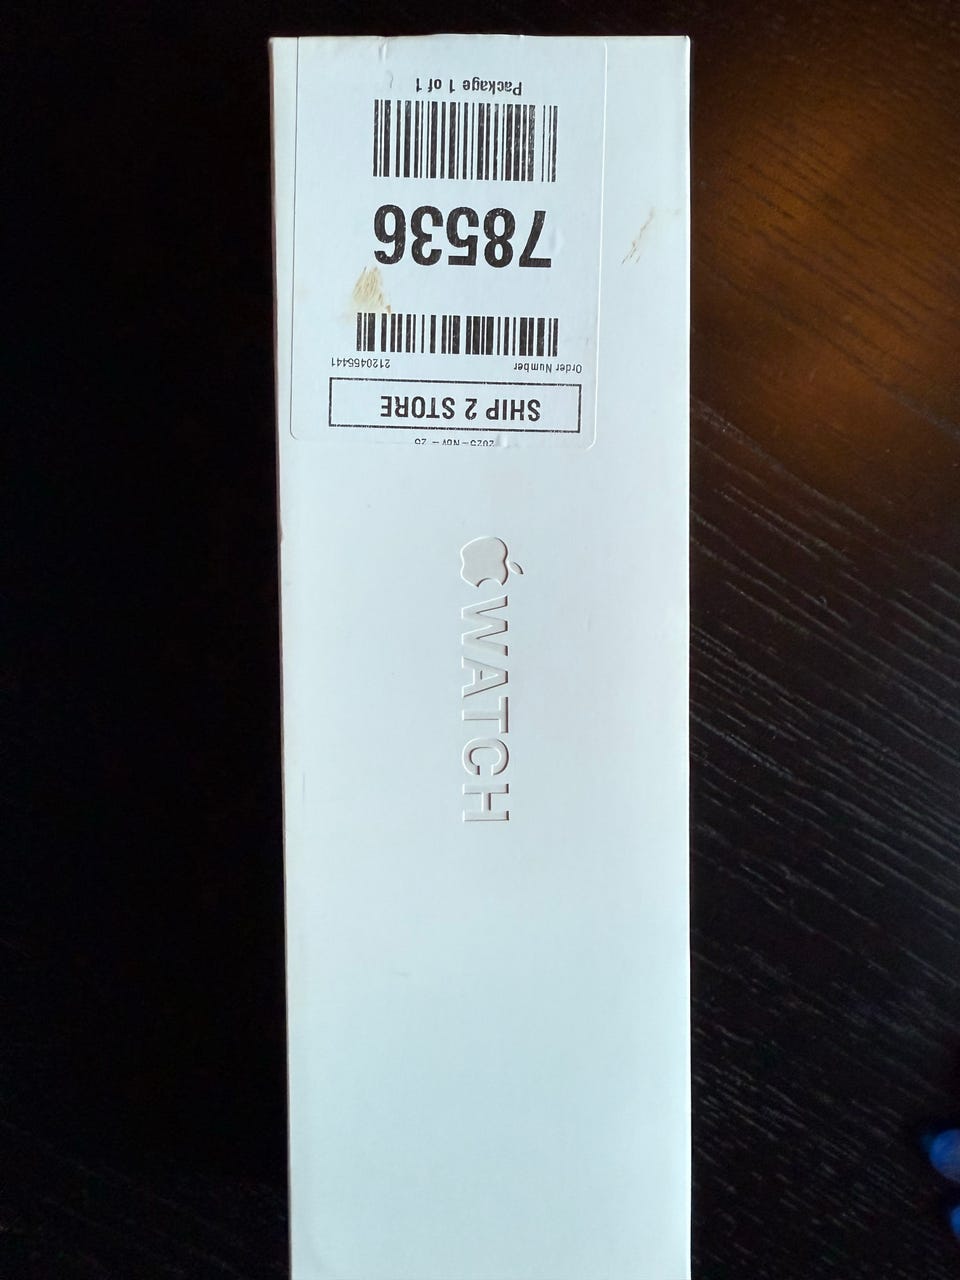 SHIP 2 STORE
Order Number 2120455441
78536
Package 1 of 1
WATCH